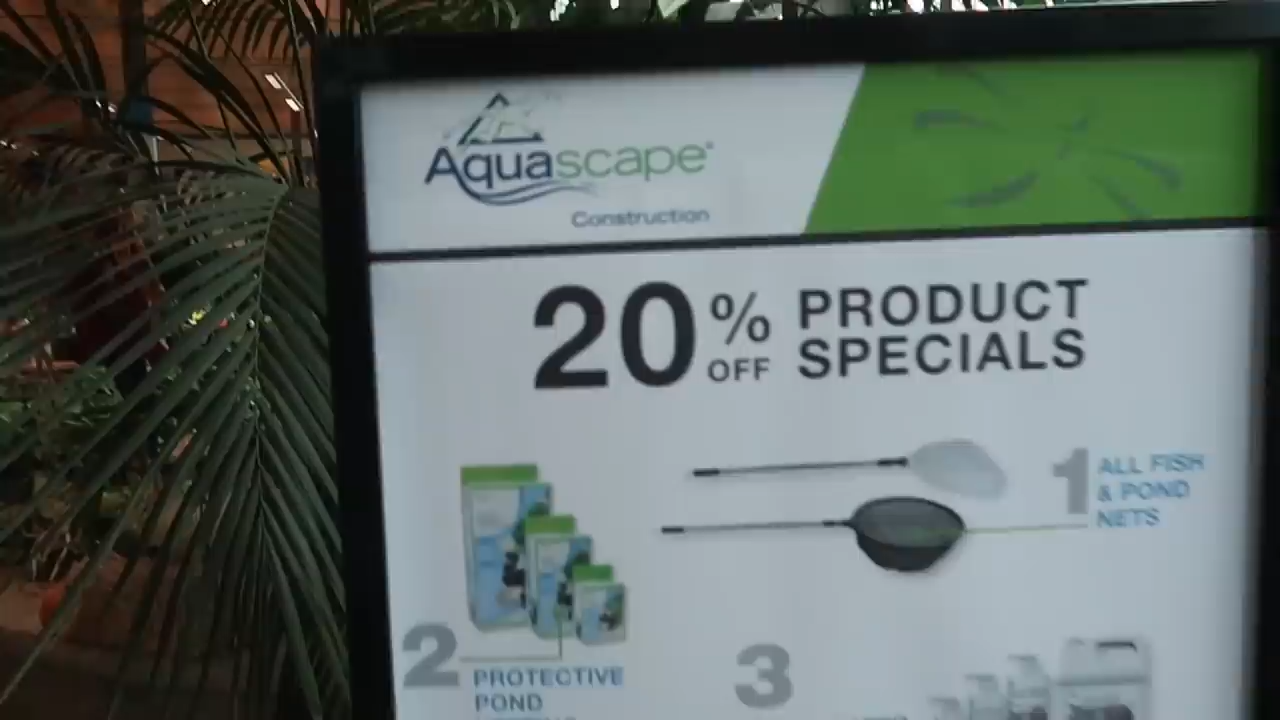 Aquascape®
Construction
20% OFF
PRODUCT
SPECIALS
1 ALL FISH
& POND
NETS
2 PROTECTIVE
POND
3